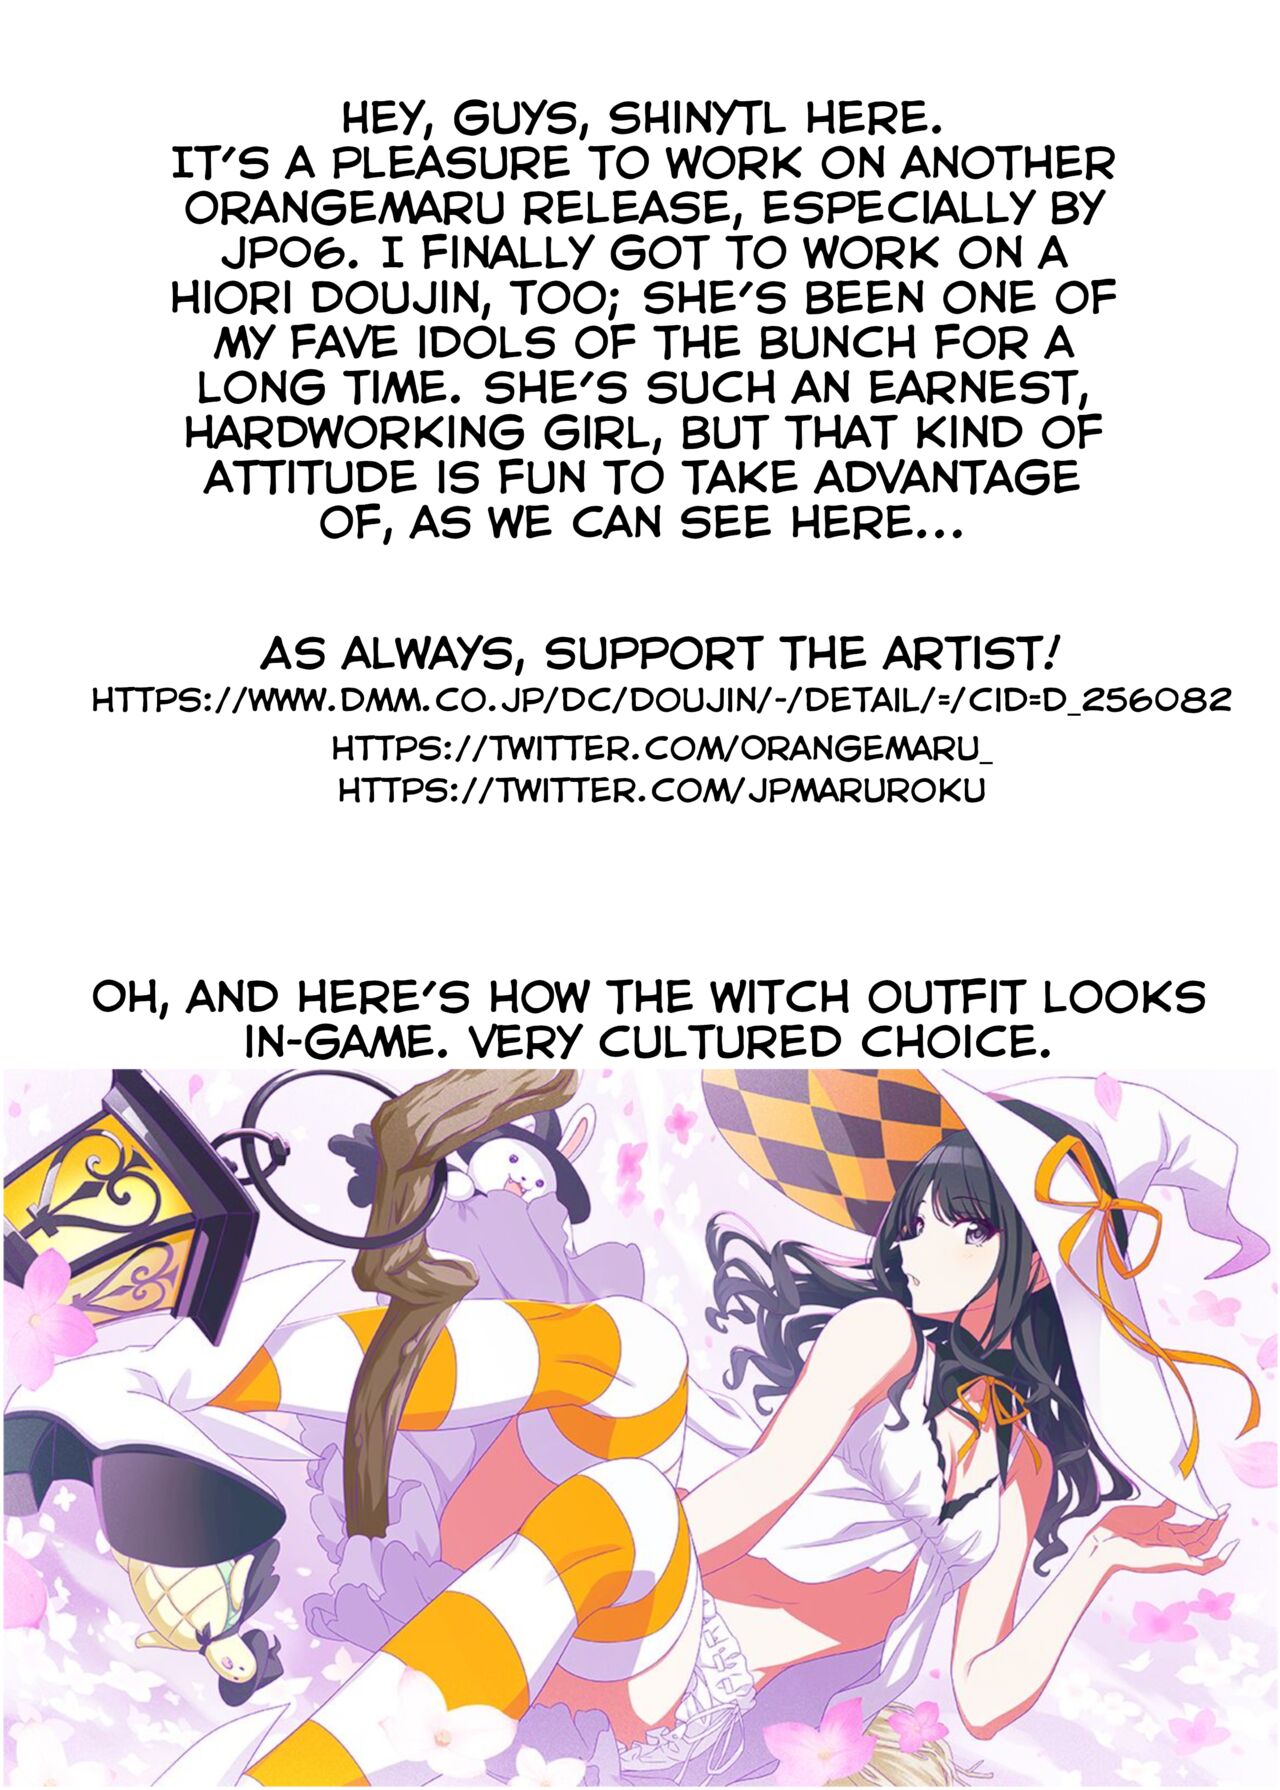 HEY, GUYS, SHINYTL HERE.
IT'S A PLEASURE TO WORK ON ANOTHER
ORANGEMARU RELEASE, ESPECIALLY BY
JP06. I FINALLY GOT TO WORK ON A
HIORI DOUJIN, TOO; SHE'S BEEN ONE OF
MY FAVE IDOLS OF THE BUNCH FOR A
LONG TIME. SHE'S SUCH AN EARNEST,
HARDWORKING GIRL, BUT THAT KIND OF
ATTITUDE IS FUN TO TAKE ADVANTAGE
OF, AS WE CAN SEE HERE...
AS ALWAYS, SUPPORT THE ARTIST!
HTTPS://WWW.DMM.CO.JP/DC/DOUJIN/-/DETAIL/=/CID=D_256082
HTTPS://TWITTER.COM/ORANGEMARU_
HTTPS://TWITTER.COM/JPMARUROKU
OH, AND HERE'S HOW THE WITCH OUTFIT LOOKS
IN-GAME. VERY CULTURED CHOICE.